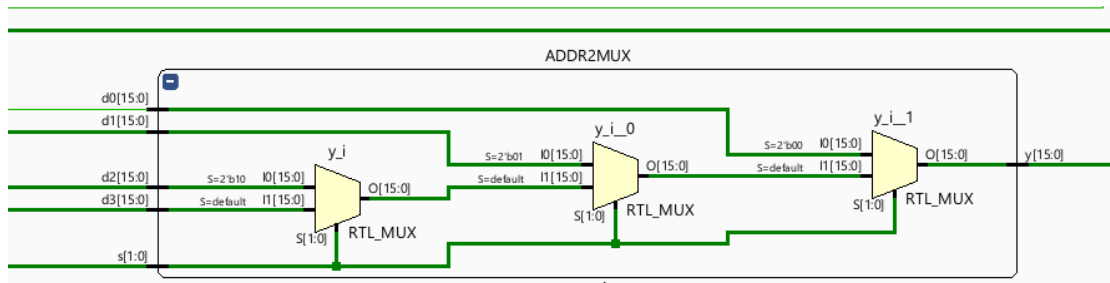 ADDR2MUX
d0[15:0]
d1[15:0]
y_i__1
y_i__0
S=2'b00 I0[15:0]
y_i
S=2'b01 I0[15:0]
O[15:0]
y[15:0]
O[15:0]
S=default I1[15:0]
d2[15:0]
S=2'b10 I0[15:0]
S=default I1[15:0]
O[15:0]
d3[15:0]
S=default I1[15:0]
RTL_MUX
S[1:0]
RTL_MUX
S[1:0]
RTL_MUX
S[1:0]
s[1:0]